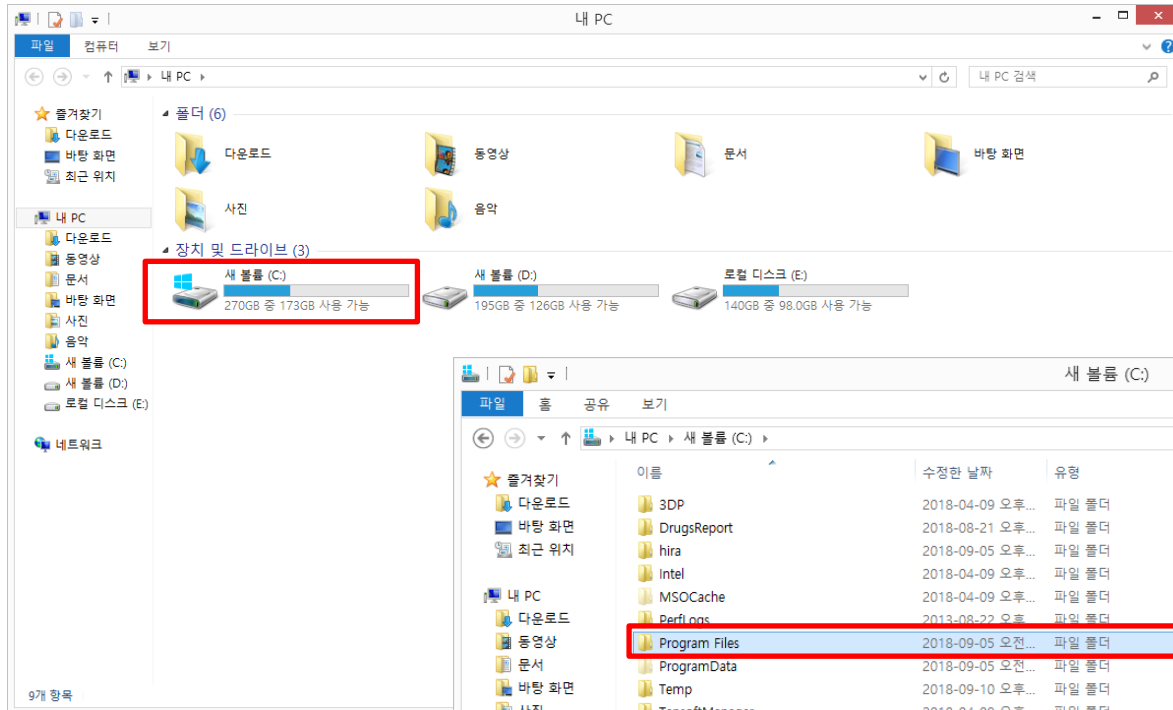 내 PC
파일 컴퓨터 보기
내 PC
내 PC 검색
즐겨찾기
다운로드
바탕 화면
최근 위치
내 PC
다운로드
동영상
문서
바탕 화면
사진
음악
새 볼륨 (C:)
새 볼륨 (D:)
로컬 디스크 (E:)
네트워크
9개 항목
폴더 (6)
다운로드 동영상 문서 바탕 화면
사진 음악
장치 및 드라이브 (3)
새 볼륨 (C:)
270GB 중 173GB 사용 가능
새 볼륨 (D:)
195GB 중 126GB 사용 가능
로컬 디스크 (E:)
140GB 중 98.0GB 사용 가능
새 볼륨 (C:)
파일 홈 공유 보기
내 PC 새 볼륨 (C:)
즐겨찾기
다운로드
바탕 화면
최근 위치
내 PC
다운로드
동영상
문서
바탕 화면
사진
이름 수정한 날짜 유형
3DP 2018-04-09 오후... 파일 폴더
DrugsReport 2018-08-21 오후... 파일 폴더
hira 2018-09-05 오후... 파일 폴더
Intel 2018-04-09 오후... 파일 폴더
MSOCache 2018-04-09 오후... 파일 폴더
PerfLogs 2013-08-22 오후... 파일 폴더
Program Files 2018-09-05 오전... 파일 폴더
ProgramData 2018-09-05 오전... 파일 폴더
Temp 2018-09-10 오후... 파일 폴더